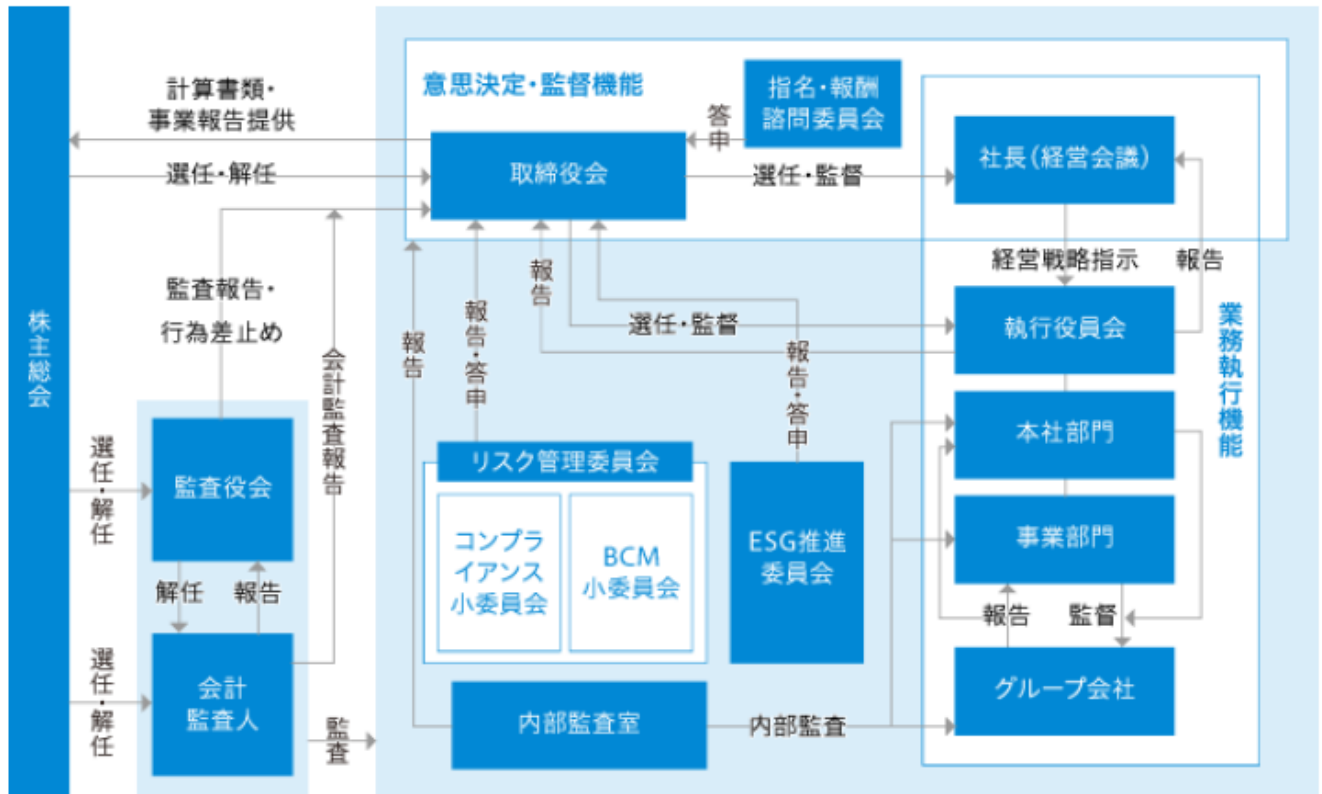 株主総会
計算書類・
事業報告提供
選任・解任
監査報告・
行為差止め
会計監査報告
選任・解任
監査役会
解任
報告
選任・解任
会計
監査人
監査
意思決定・監督機能
指名・報酬
諮問委員会
答申
取締役会
選任・監督
社長(経営会議)
経営戦略指示
報告
報告
報告・答申
報告
選任・監督
報告・答申
執行役員会
業務執行機能
本社部門
事業部門
報告
監督
グループ会社
リスク管理委員会
コンプラ
イアンス
小委員会
BCM
小委員会
ESG推進
委員会
内部監査室
内部監査